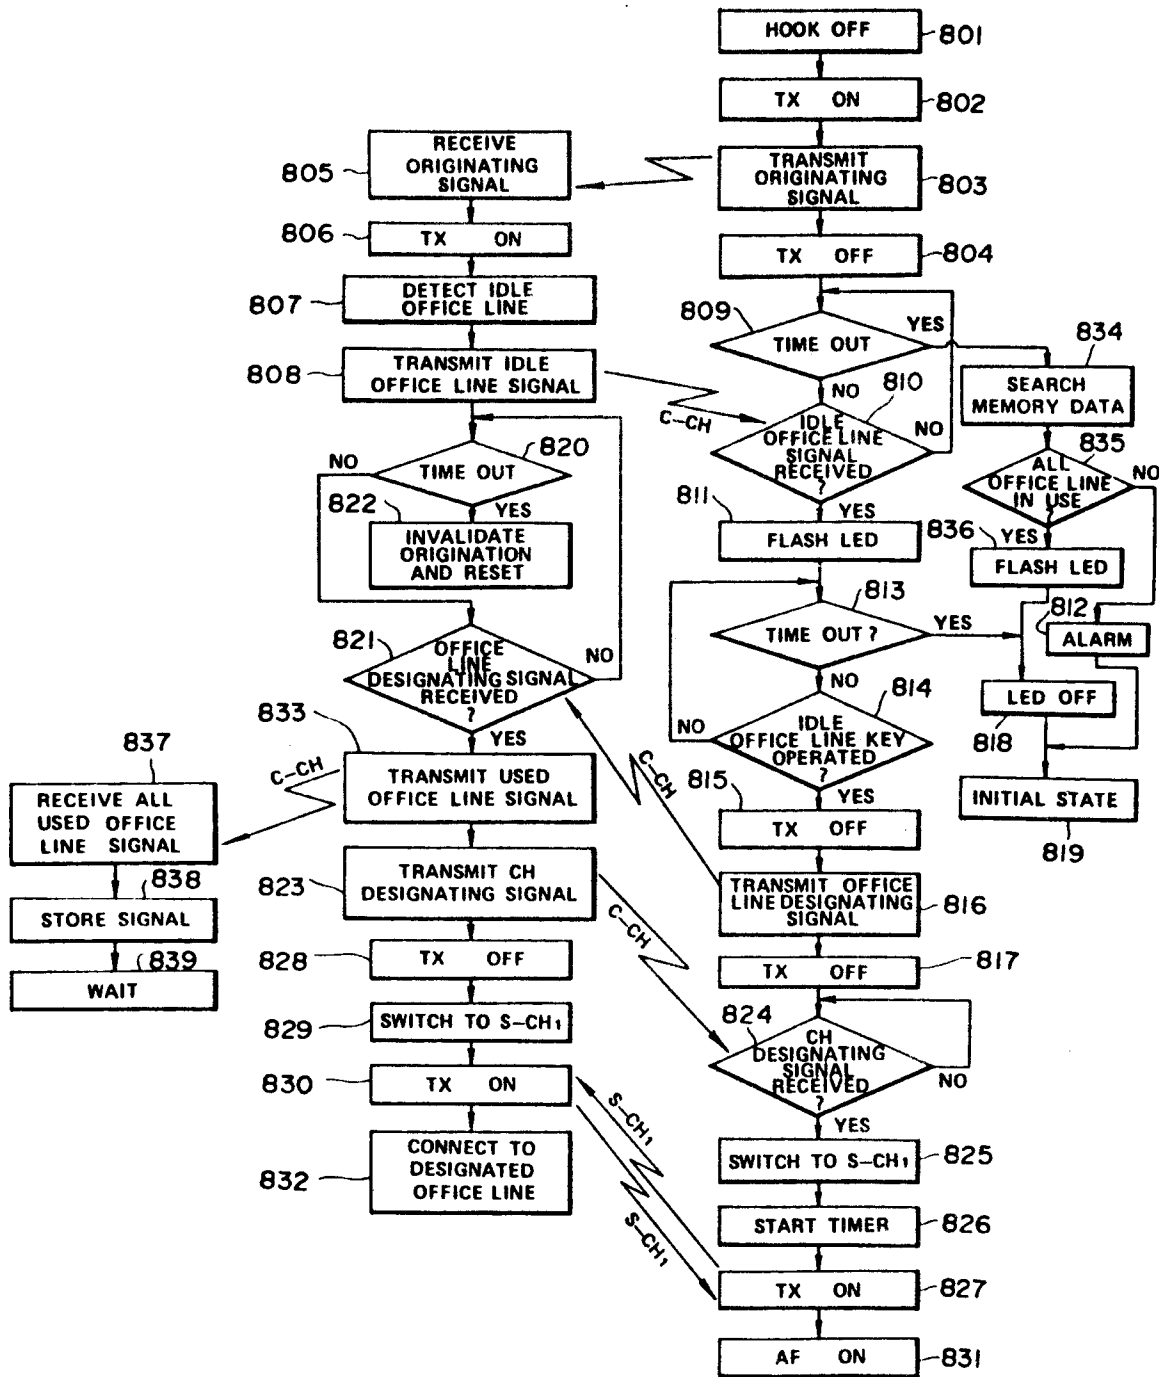 HOOK OFF
801
TX ON
802
RECEIVE
ORIGINATING
SIGNAL
805
TRANSMIT
ORIGINATING
SIGNAL
803
806
TX ON
TX OFF
804
807
DETECT IDLE
OFFICE LINE
809
TIME OUT
YES
NO
834
SEARCH
MEMORY DATA
808
TRANSMIT IDLE
OFFICE LINE SIGNAL
C-CH
810
IDLE
OFFICE LINE
SIGNAL
RECEIVED
?
NO
YES
820
TIME OUT
NO
YES
835
ALL
OFFICE LINE
IN USE
?
NO
YES
822
INVALIDATE
ORIGINATION
AND RESET
811
FLASH LED
836
FLASH LED
813
TIME OUT ?
YES
NO
812
ALARM
821
OFFICE
LINE
DESIGNATING SIGNAL
RECEIVED
?
NO
YES
814
IDLE
OFFICE LINE KEY
OPERATED
?
NO
YES
LED OFF
818
833
TRANSMIT USED
OFFICE LINE SIGNAL
C-CH
C-CH
837
RECEIVE ALL
USED OFFICE
LINE SIGNAL
815
TX OFF
INITIAL STATE
819
823
TRANSMIT CH
DESIGNATING SIGNAL
C-CH
TRANSMIT OFFICE
LINE DESIGNATING
SIGNAL
816
838
STORE SIGNAL
828
TX OFF
TX OFF
817
839
WAIT
829
SWITCH TO S-CH1
824
CH
DESIGNATING
SIGNAL
RECEIVED
?
NO
YES
830
TX ON
S-CH1
S-CH1
832
CONNECT TO
DESIGNATED
OFFICE LINE
SWITCH TO S-CH1
825
START TIMER
826
TX ON
827
AF ON
831